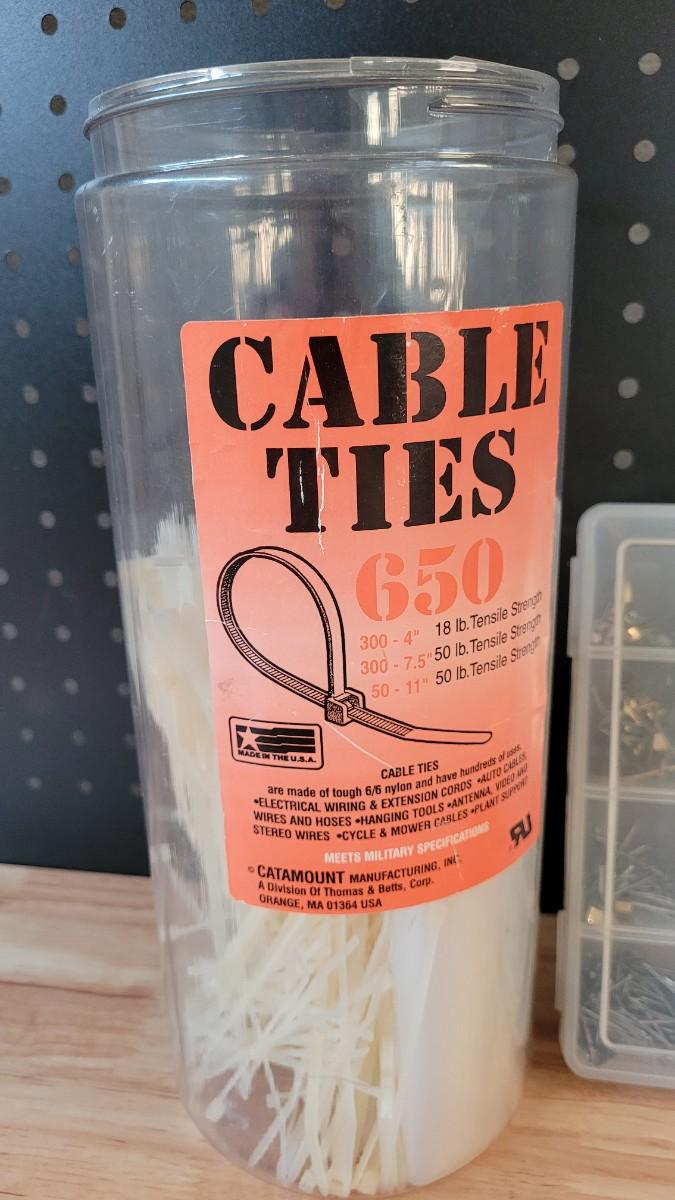 CABLE
TIES
650
300 - 4" 18 lb. Tensile Strength
300 - 7.5" 50 lb. Tensile Strength
50 - 11" 50 lb. Tensile Strength
MADE IN THE U.S.A.
CABLE TIES
are made of tough 6/6 nylon and have hundreds of uses.
•ELECTRICAL WIRING & EXTENSION CORDS •AUTO CABLES,
WIRES AND HOSES •HANGING TOOLS •ANTENNA, VIDEO AND
STEREO WIRES •CYCLE & MOWER CABLES •PLANT SUPPORT
MEETS MILITARY SPECIFICATIONS
© CATAMOUNT MANUFACTURING, INC.
A Division Of Thomas & Betts, Corp.
ORANGE, MA 01364 USA